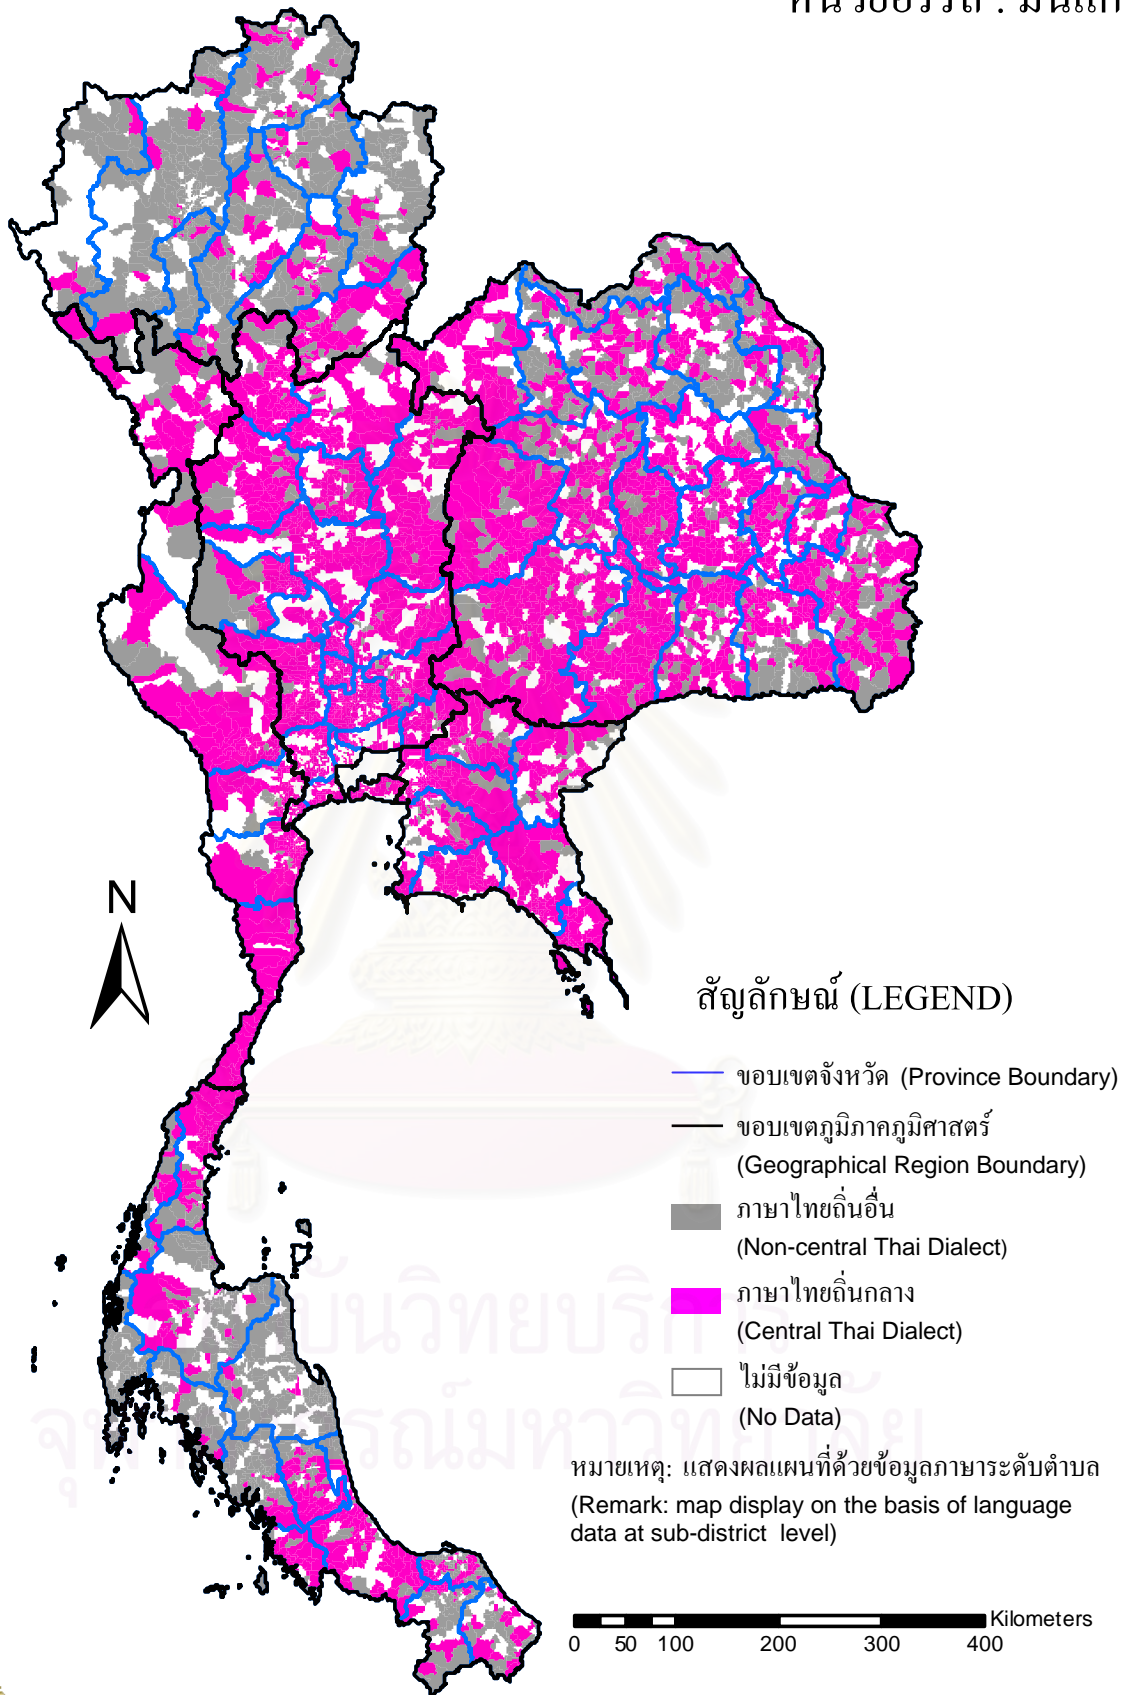 N
สัญลักษณ์ (LEGEND)
ขอบเขตจังหวัด (Province Boundary)
ขอบเขตภูมิภาคภูมิศาสตร์
(Geographical Region Boundary)
ภาษาไทยถิ่นอื่น
(Non-central Thai Dialect)
ภาษาไทยถิ่นกลาง
(Central Thai Dialect)
ไม่มีข้อมูล
(No Data)
หมายเหตุ: แสดงผลแผนที่ด้วยข้อมูลภาษาระดับตำบล
(Remark: map display on the basis of language
data at sub-district level)
Kilometers
0 50 100 200 300 400